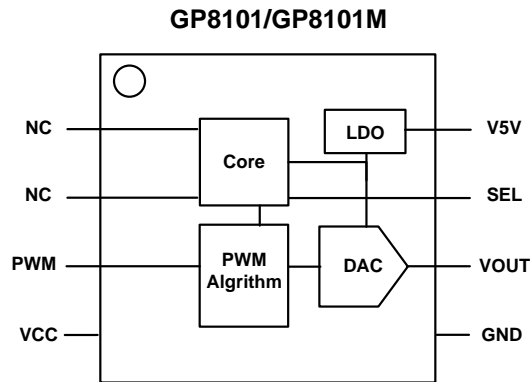 GP8101/GP8101M
NC
LDO
V5V
Core
NC
SEL
PWM
PWM
Algrithm
DAC
VOUT
VCC
GND